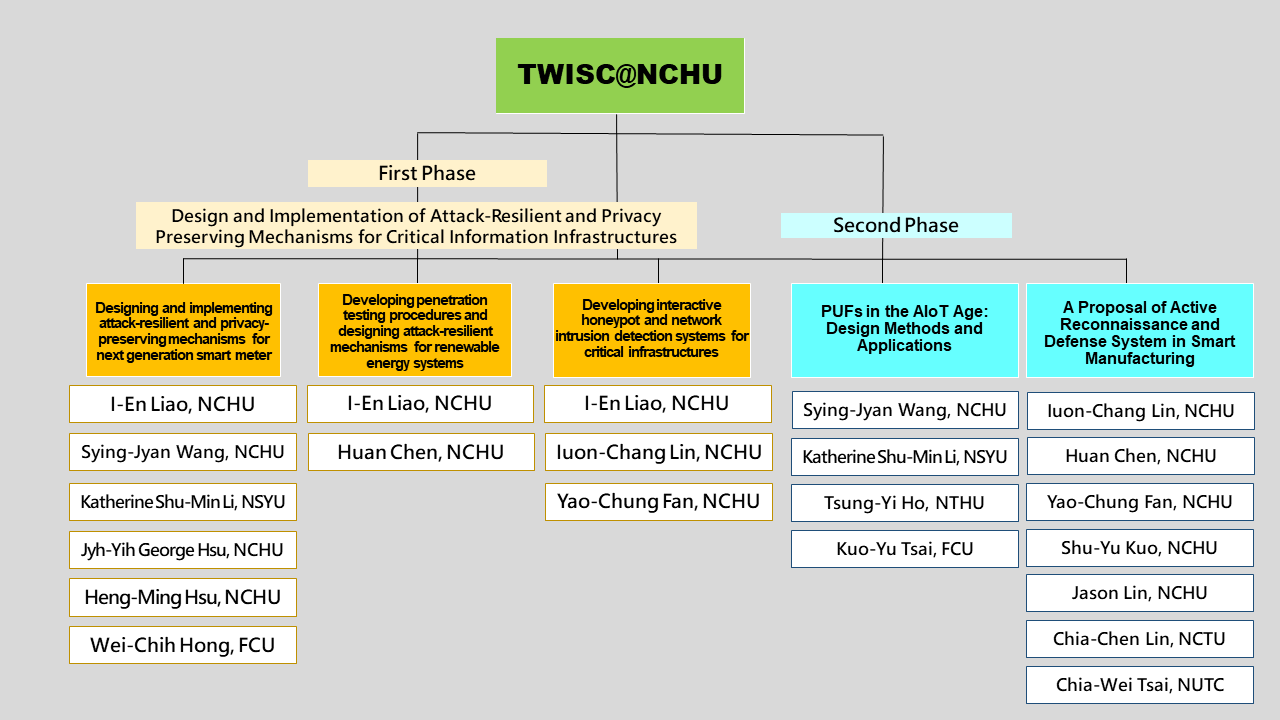 TWISC@NCHU
First Phase
Design and Implementation of Attack-Resilient and Privacy
Preserving Mechanisms for Critical Information Infrastructures
Second Phase
Designing and implementing
attack-resilient and privacy-
preserving mechanisms for
next generation smart meter
I-En Liao, NCHU
Sying-Jyan Wang, NCHU
Katherine Shu-Min Li, NSYU
Jyh-Yih George Hsu, NCHU
Heng-Ming Hsu, NCHU
Wei-Chih Hong, FCU
Developing penetration
testing procedures and
designing attack-resilient
mechanisms for renewable
energy systems
I-En Liao, NCHU
Huan Chen, NCHU
Developing interactive
honeypot and network
intrusion detection systems for
critical infrastructures
I-En Liao, NCHU
Iuon-Chang Lin, NCHU
Yao-Chung Fan, NCHU
PUFs in the AIoT Age:
Design Methods and
Applications
Sying-Jyan Wang, NCHU
Katherine Shu-Min Li, NSYU
Tsung-Yi Ho, NTHU
Kuo-Yu Tsai, FCU
A Proposal of Active
Reconnaissance and
Defense System in Smart
Manufacturing
Iuon-Chang Lin, NCHU
Huan Chen, NCHU
Yao-Chung Fan, NCHU
Shu-Yu Kuo, NCHU
Jason Lin, NCHU
Chia-Chen Lin, NCTU
Chia-Wei Tsai, NUTC